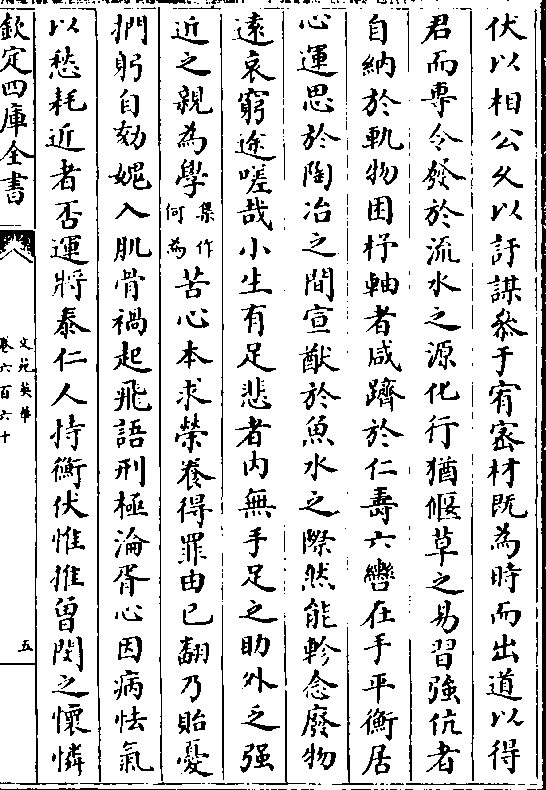 伏以相公久以訏謀參于宥密材既為時而出道以得
君而專令發於流水之源化行猶偃草之易習強伉者
自納於軌物困杼軸者咸躋於仁壽六轡在手平衡居
心運思於陶冶之間宣猷於魚水之際然能軫念廢物
遠哀窮途嗟哉小生有足悲者内無手足之助外乏强
近之親為學集作何為苦心本求榮養得罪由已翻乃貽憂
捫躬自劾媿入肌骨禍起飛語刑極淪胥心因病怯氣
以愁耗近者否運將泰仁人持衡伏惟推曾閔之懷憐
欽定四庫全書
文苑英華
卷六百六十
五